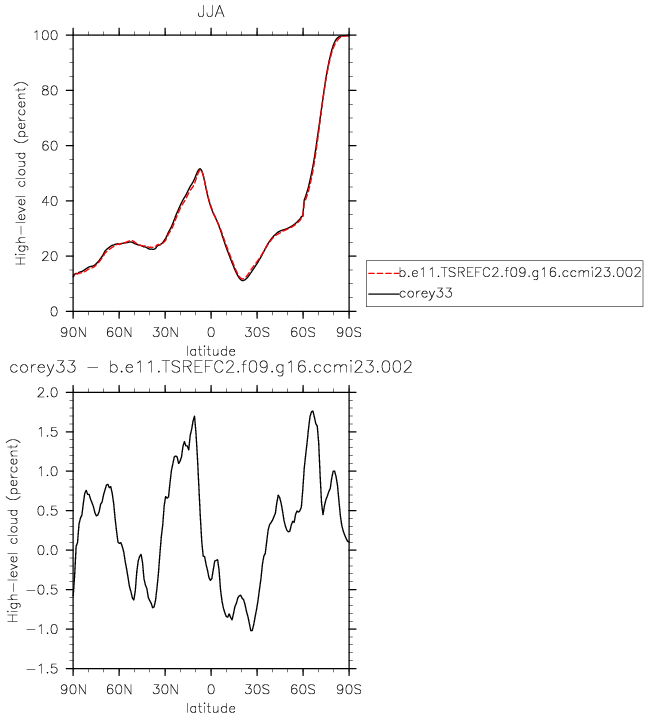 JJA
100
80
60
40
20
0
High-level cloud (percent)
90N 60N 30N 0 30S 60S 90S
latitude
b.e11.TSREFC2.f09.g16.ccmi23.002
corey33
corey33 - b.e11.TSREFC2.f09.g16.ccmi23.002
2.0
1.5
1.0
0.5
0.0
-0.5
-1.0
-1.5
High-level cloud (percent)
90N 60N 30N 0 30S 60S 90S
latitude